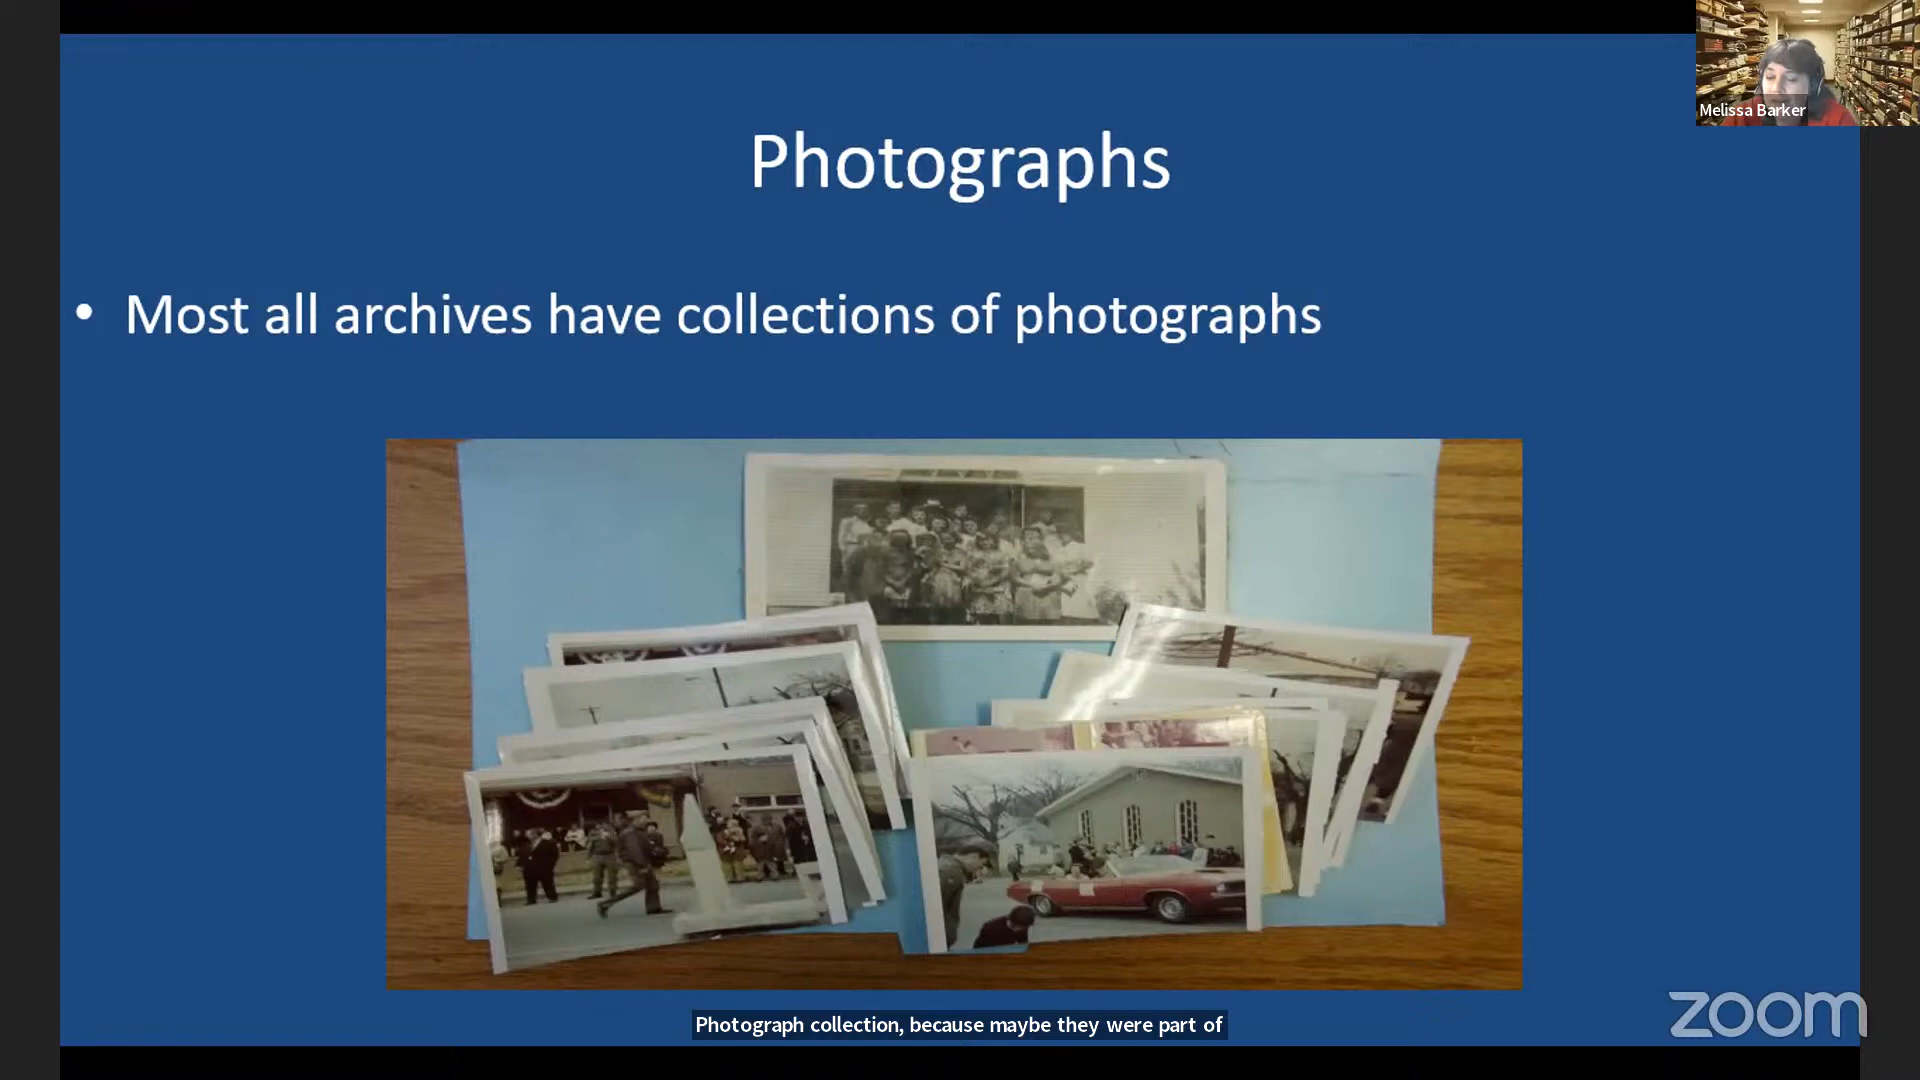 Melissa Barker
Photographs
• Most all archives have collections of photographs
zoom
Photograph collection, because maybe they were part of